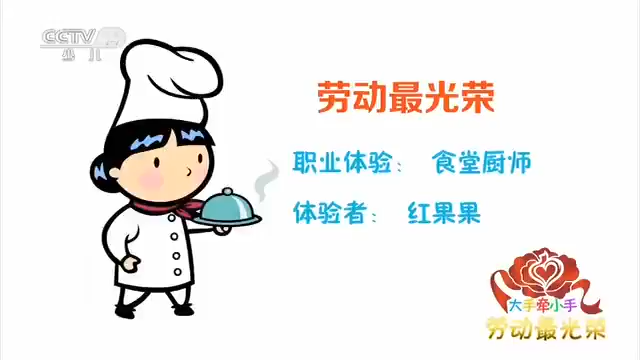 CCTV
少儿
劳动最光荣
职业体验： 食堂厨师
体验者： 红果果
大手牵小手
劳动最光荣